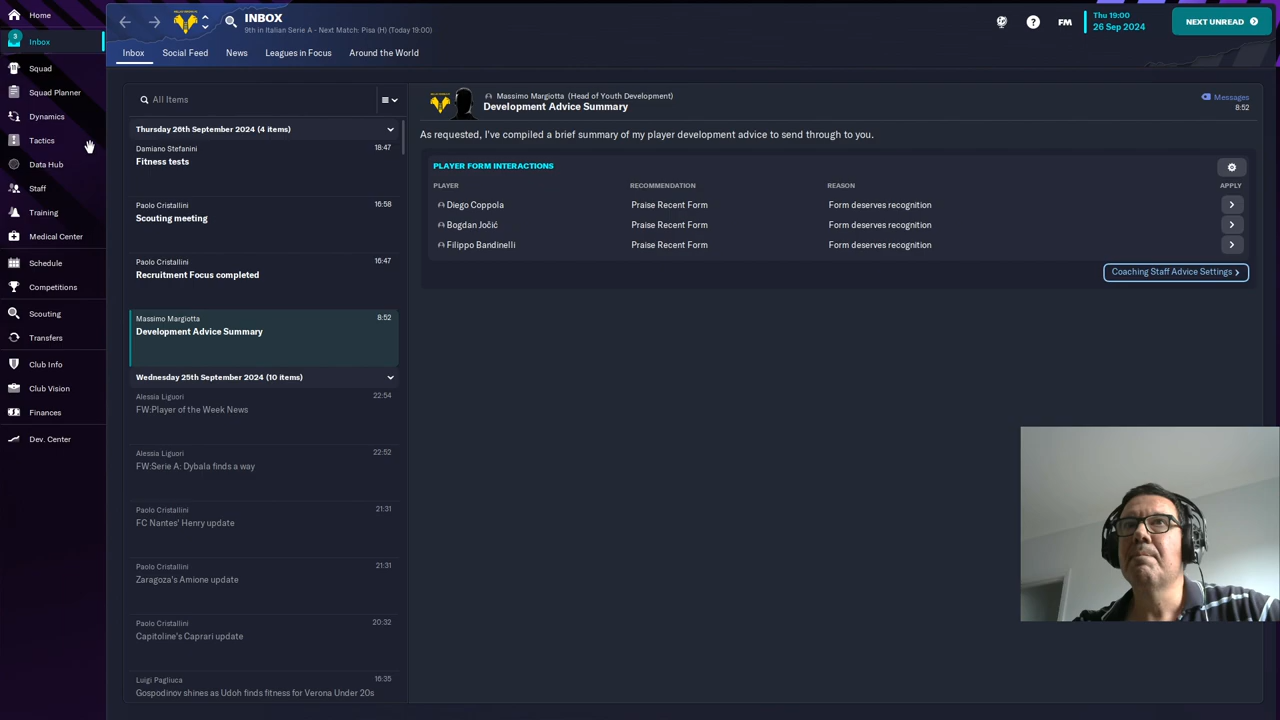 Home
3
Inbox
Squad
Squad Planner
Dynamics
Tactics
Data Hub
Staff
Training
Medical Center
Schedule
Competitions
Scouting
Transfers
Club Info
Club Vision
Finances
Dev. Center
INBOX
9th in Italian Serie A - Next Match: Pisa (H) (Today 19:00)
FM
Thu 19:00
26 Sep 2024
NEXT UNREAD
Inbox
Social Feed
News
Leagues in Focus
Around the World
All Items
Thursday 26th September 2024 (4 items)
Damiano Stefanini 18:47
Fitness tests
Paolo Cristallini 16:58
Scouting meeting
Paolo Cristallini 16:47
Recruitment Focus completed
Massimo Margiotta 8:52
Development Advice Summary
Wednesday 25th September 2024 (10 items)
Alessia Liguori 22:54
FW:Player of the Week News
Alessia Liguori 22:52
FW:Serie A: Dybala finds a way
Paolo Cristallini 21:31
FC Nantes' Henry update
Paolo Cristallini 21:31
Zaragoza's Amione update
Paolo Cristallini 20:32
Capitoline's Caprari update
Luigi Pagliuca 16:35
Gospodinov shines as Udoh finds fitness for Verona Under 20s
Massimo Margiotta (Head of Youth Development)
Development Advice Summary
Messages
8:52
As requested, I've compiled a brief summary of my player development advice to send through to you.
PLAYER FORM INTERACTIONS
PLAYER RECOMMENDATION REASON APPLY
Diego Coppola Praise Recent Form Form deserves recognition
Bogdan Jočić Praise Recent Form Form deserves recognition
Filippo Bandinelli Praise Recent Form Form deserves recognition
Coaching Staff Advice Settings